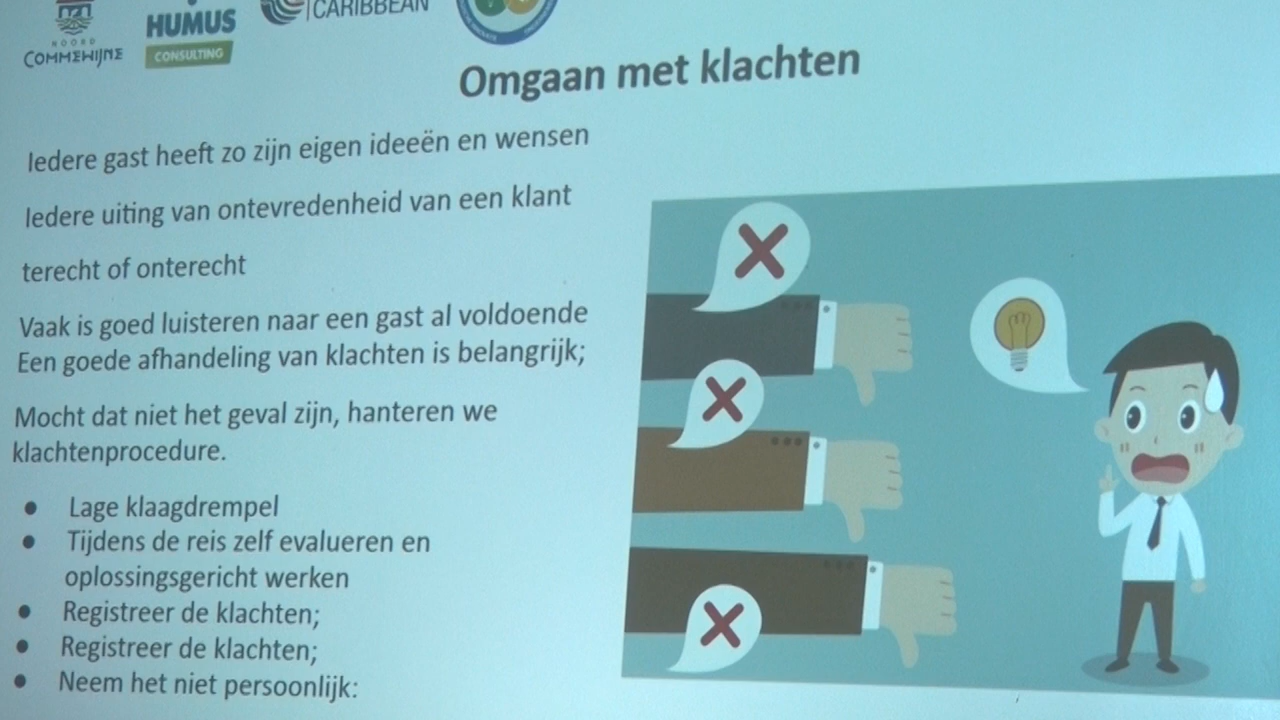 NOORD
COMMEWIJNE
HUMUS
CONSULTING
CARIBBEAN
Omgaan met klachten
Iedere gast heeft zo zijn eigen ideeën en wensen
Iedere uiting van ontevredenheid van een klant
terecht of onterecht
Vaak is goed luisteren naar een gast al voldoende
Een goede afhandeling van klachten is belangrijk;
Mocht dat niet het geval zijn, hanteren we
klachtenprocedure.
● Lage klaagdrempel
● Tijdens de reis zelf evalueren en
oplossingsgericht werken
● Registreer de klachten;
● Registreer de klachten;
● Neem het niet persoonlijk: